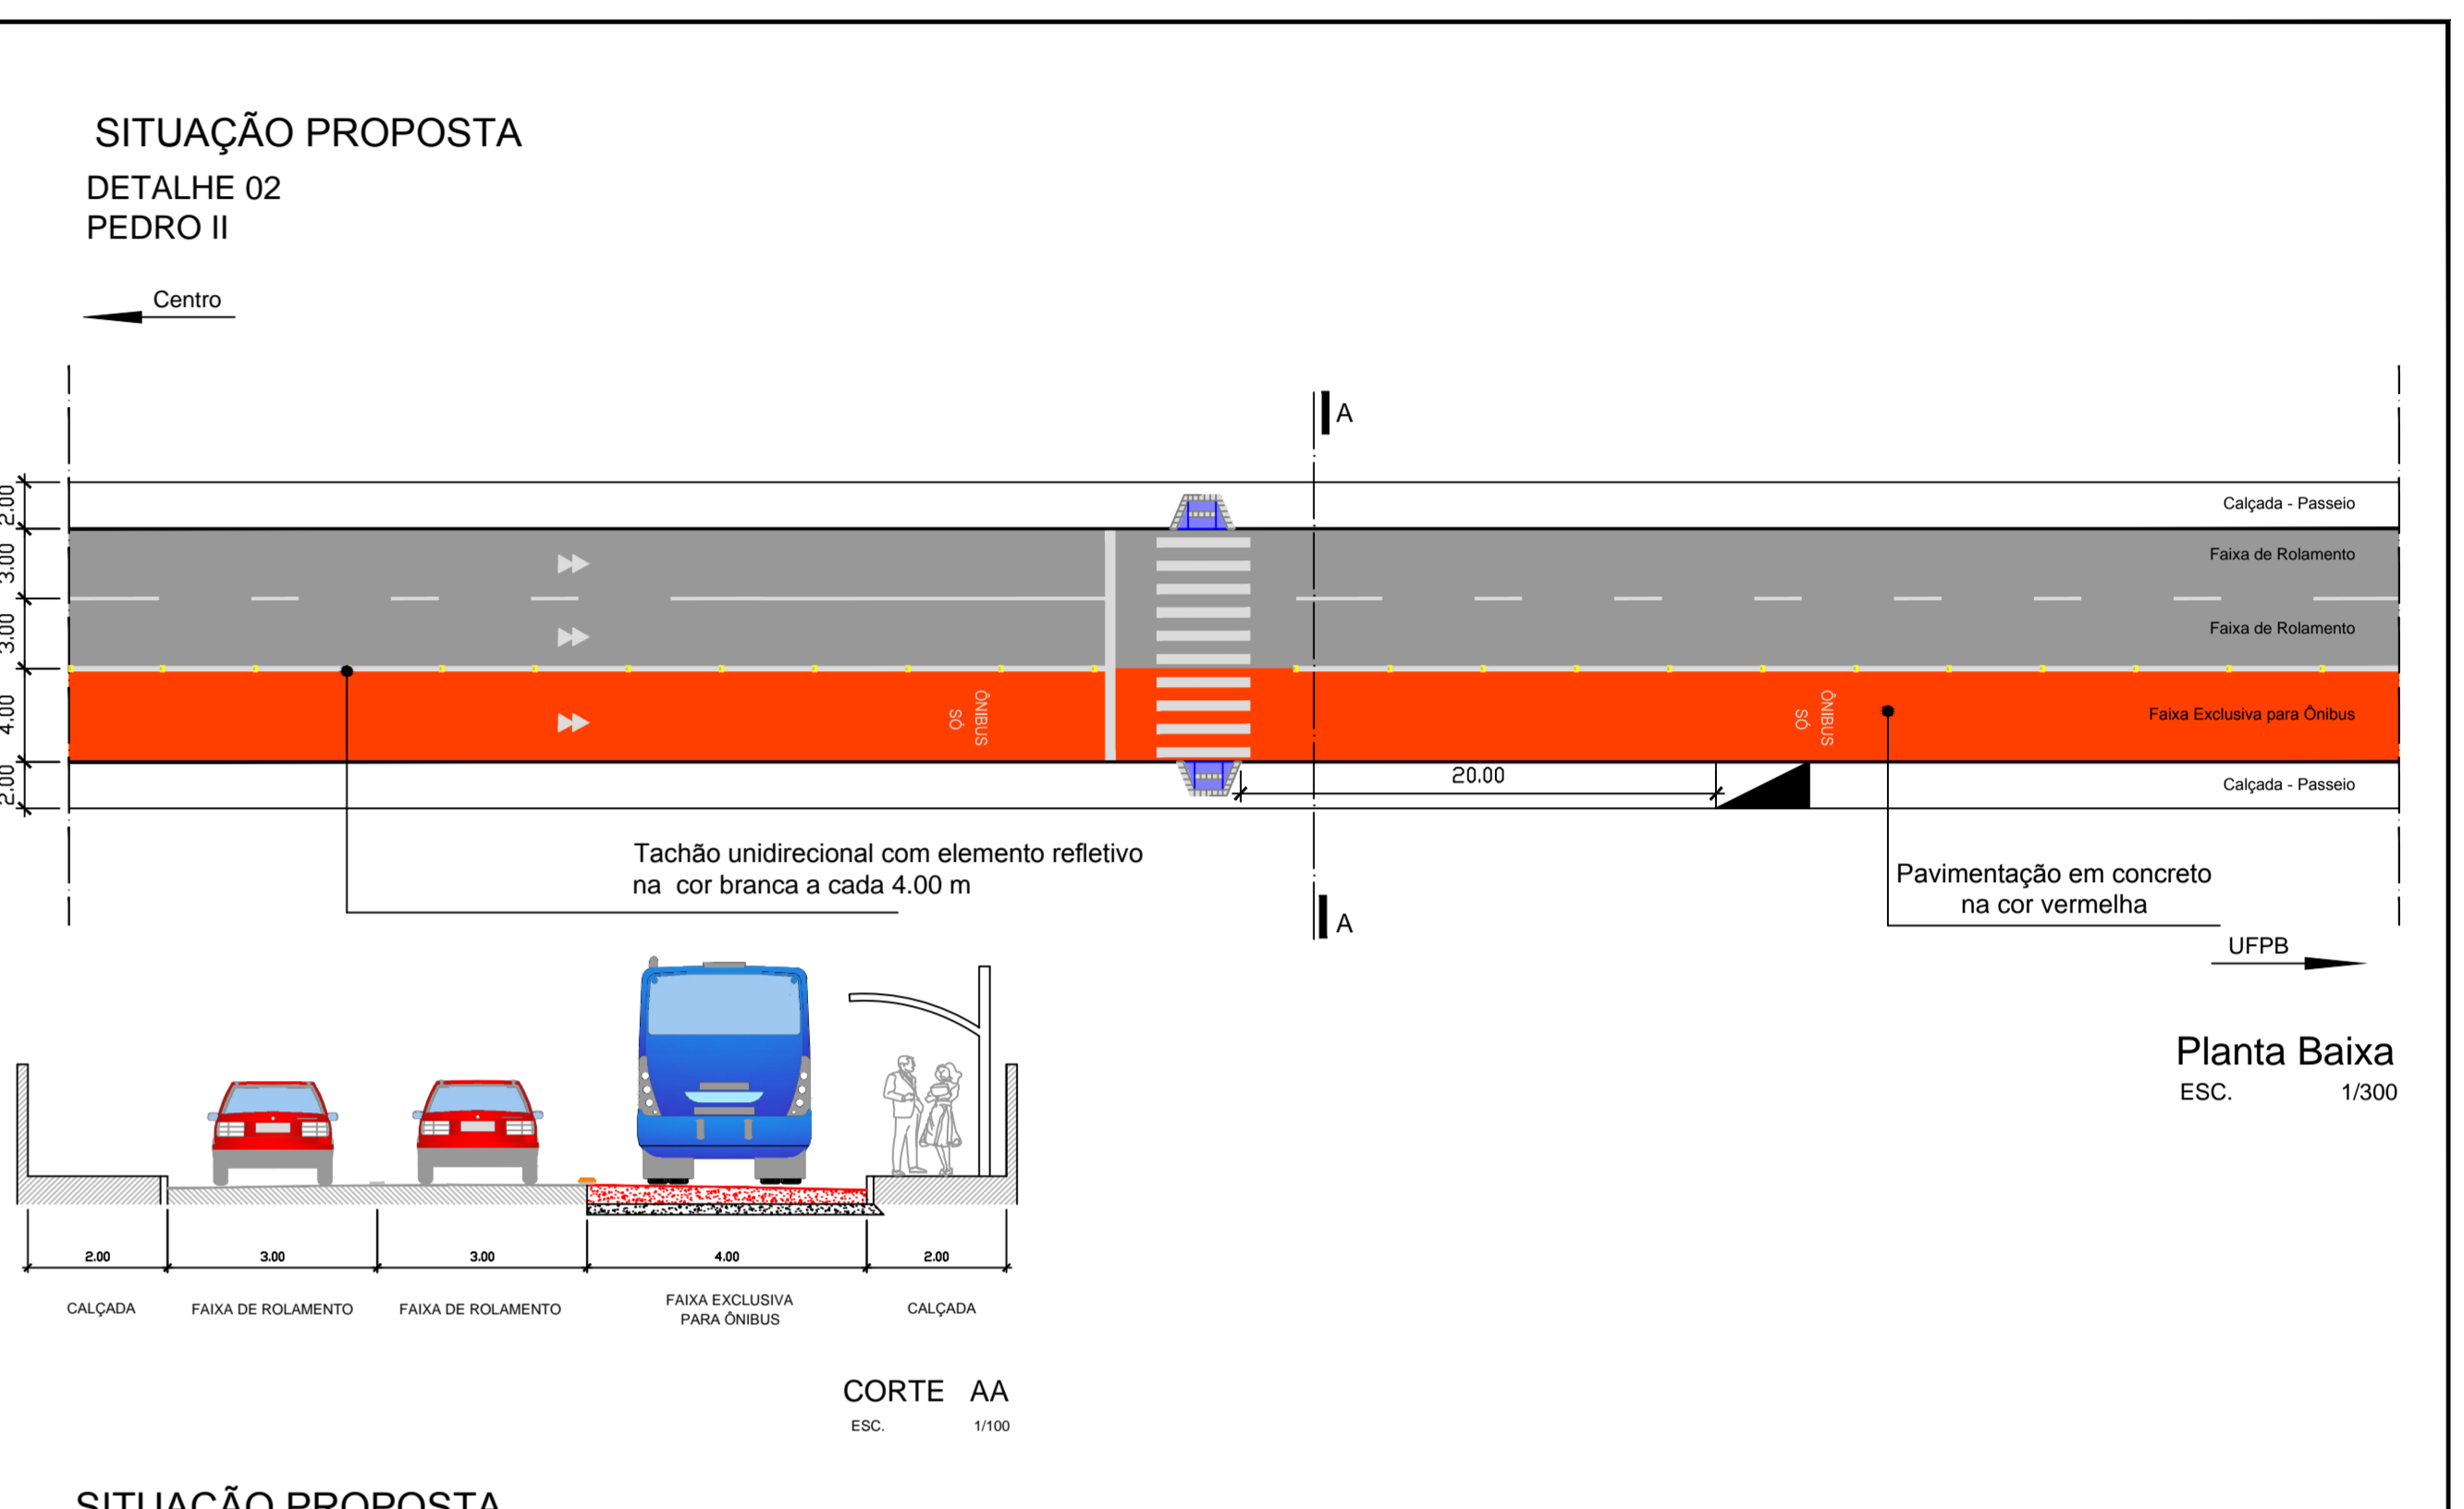 SITUAÇÃO PROPOSTA
DETALHE 02
PEDRO II
Centro
A
2.00
3.00
3.00
4.00
2.00
Calçada - Passeio
Faixa de Rolamento
Faixa de Rolamento
ÔNIBUS
SÓ
ÔNIBUS
SÓ
Faixa Exclusiva para Ônibus
20.00
Calçada - Passeio
Tachão unidirecional com elemento refletivo
na cor branca a cada 4.00 m
Pavimentação em concreto
na cor vermelha
A
UFPB
Planta Baixa
ESC. 1/300
2.00 3.00 3.00 4.00 2.00
CALÇADA FAIXA DE ROLAMENTO FAIXA DE ROLAMENTO FAIXA EXCLUSIVA
PARA ÔNIBUS CALÇADA
CORTE AA
ESC. 1/100
SITUAÇÃO PROPOSTA